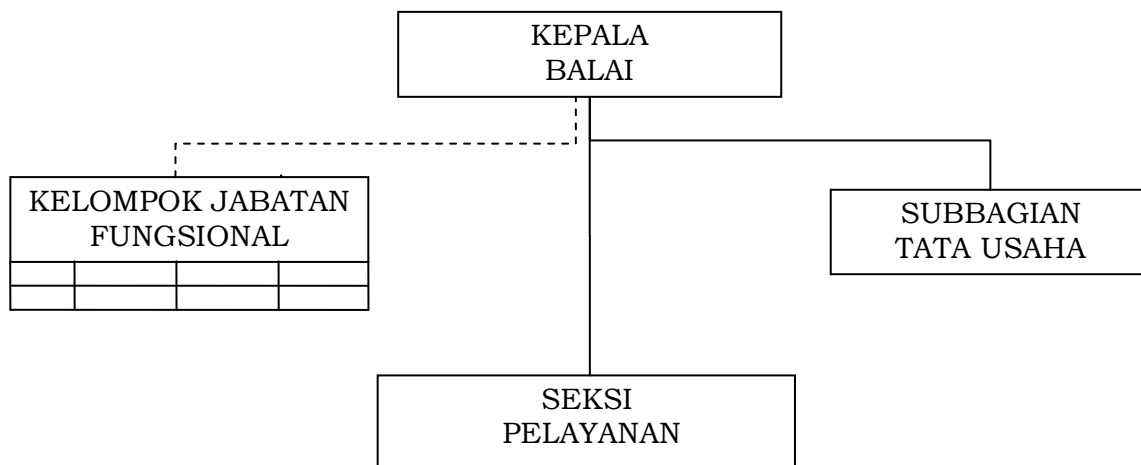 KEPALA
BALAI
KELOMPOK JABATAN
FUNGSIONAL
SUBBAGIAN
TATA USAHA
SEKSI
PELAYANAN